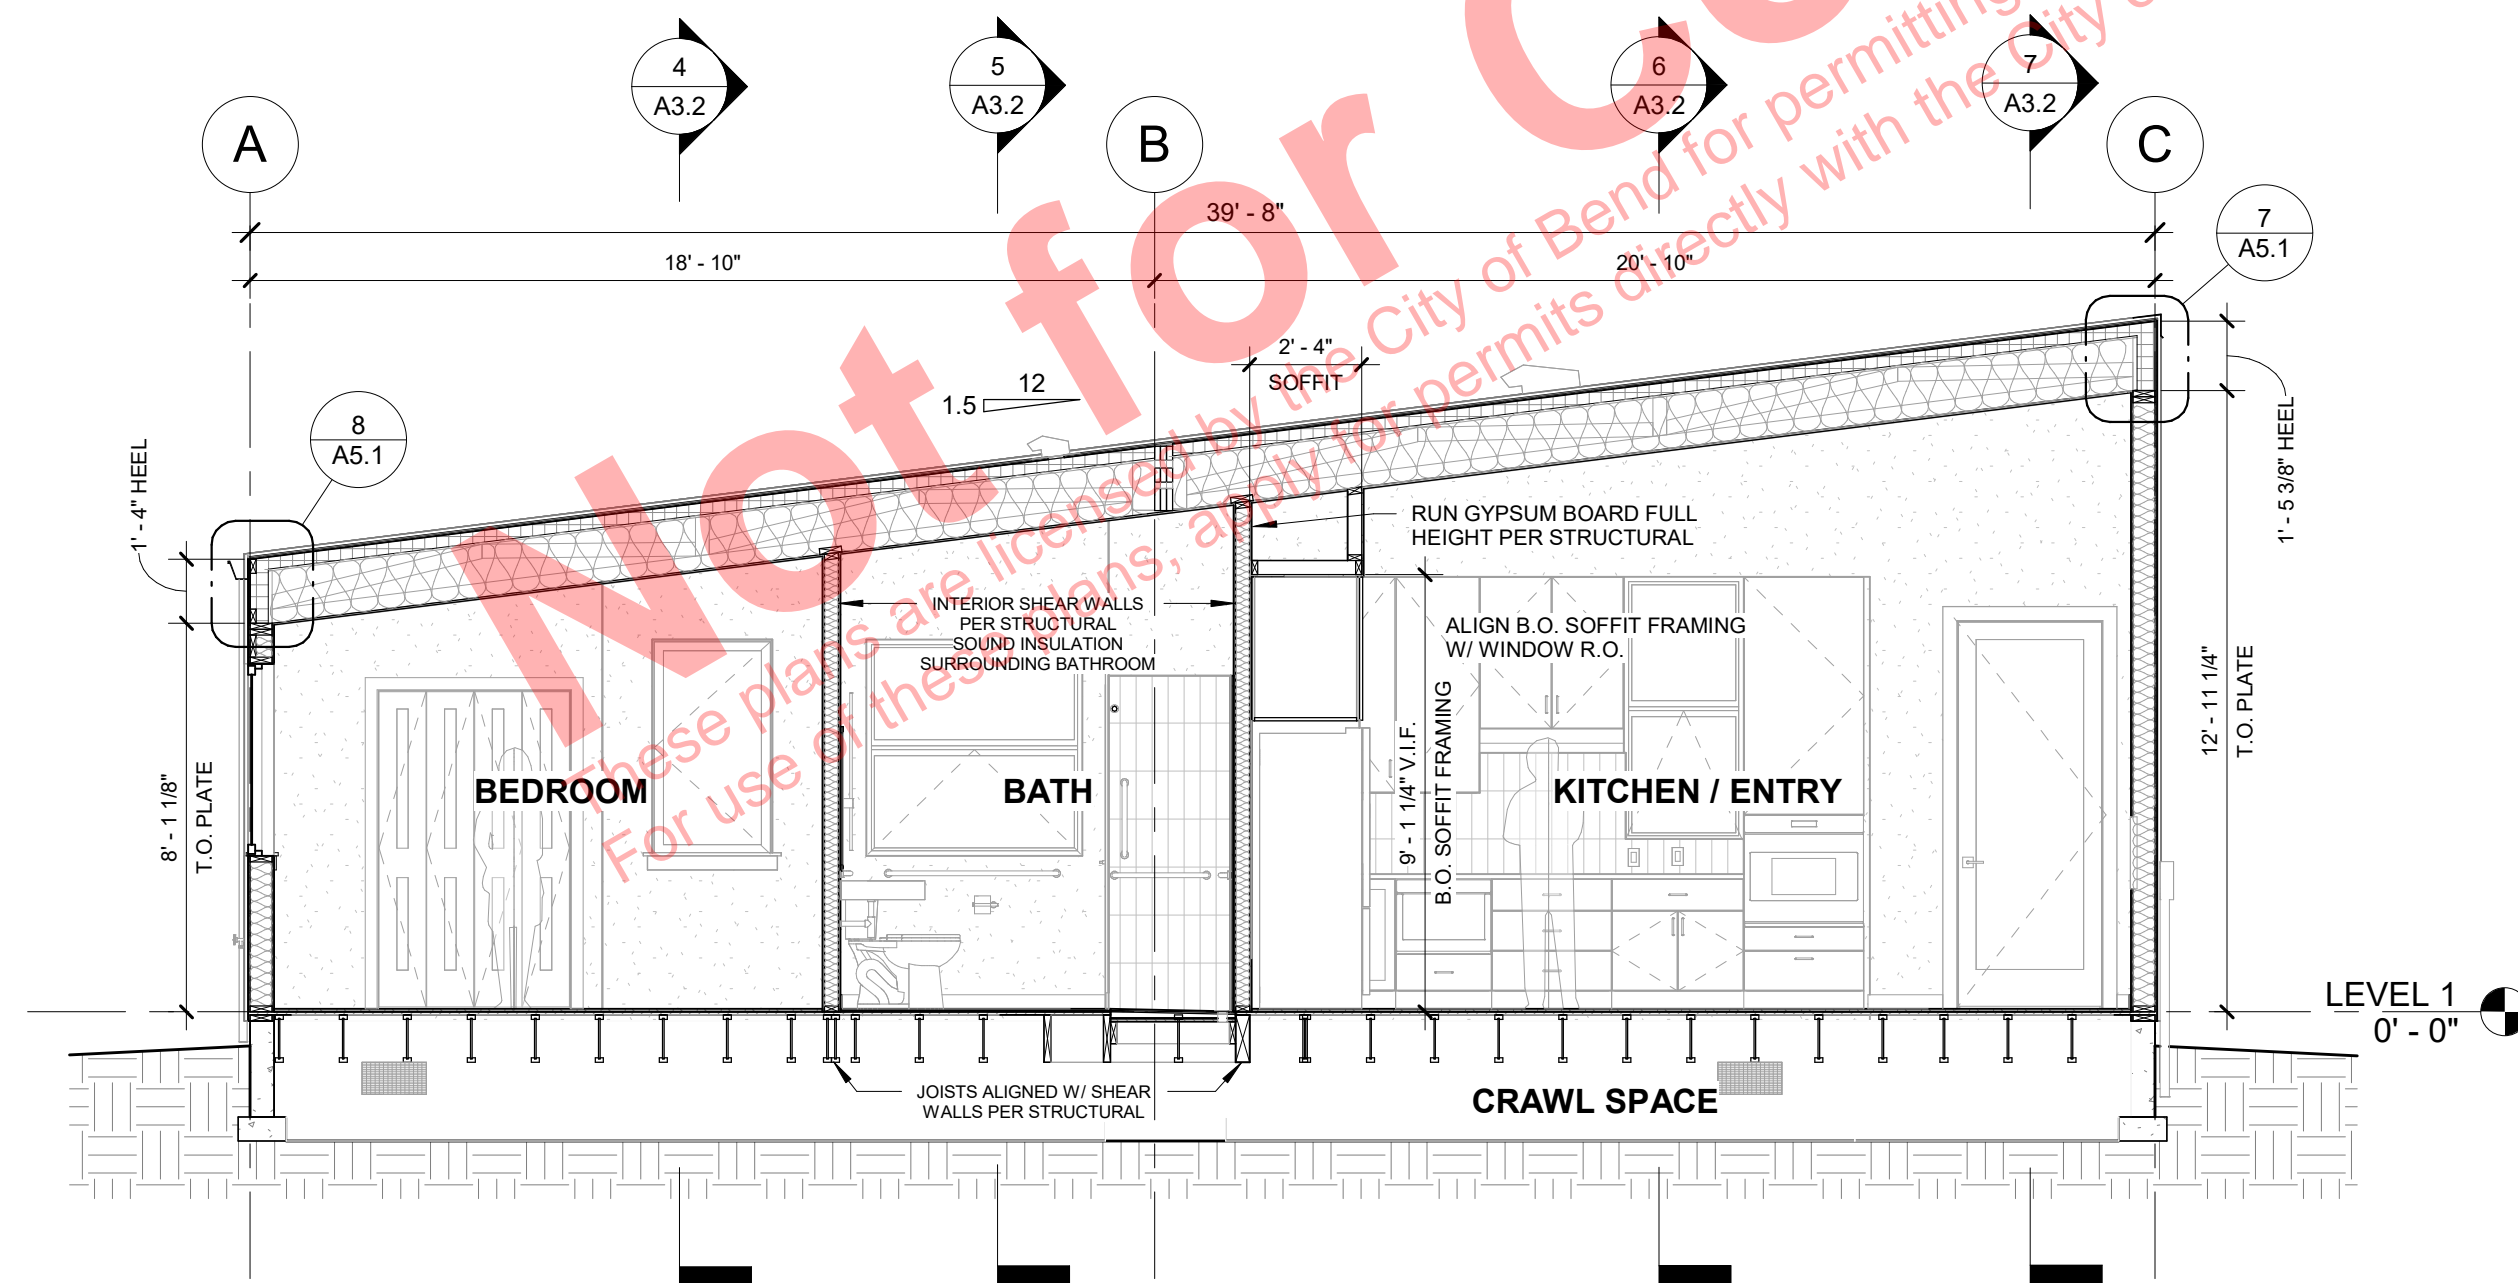 4
A3.2
5
A3.2
6
A3.2
7
A3.2
A
B
C
39' - 8"
18' - 10"
20' - 10"
7
A5.1
8
A5.1
2' - 4"
SOFFIT
12
1.5
1' - 4" HEEL
1' - 5 3/8" HEEL
RUN GYPSUM BOARD FULL
HEIGHT PER STRUCTURAL
INTERIOR SHEAR WALLS
PER STRUCTURAL
SOUND INSULATION
SURROUNDING BATHROOM
ALIGN B.O. SOFFIT FRAMING
W/ WINDOW R.O.
8' - 1 1/8"
T.O. PLATE
9' - 1 1/4" V.I.F.
B.O. SOFFIT FRAMING
12' - 11 1/4"
T.O. PLATE
BEDROOM
BATH
KITCHEN / ENTRY
LEVEL 1
0' - 0"
JOISTS ALIGNED W/ SHEAR
WALLS PER STRUCTURAL
CRAWL SPACE
Not for
These plans are licensed by the City of Bend for permitting
For use of these plans, apply for permits directly with the City